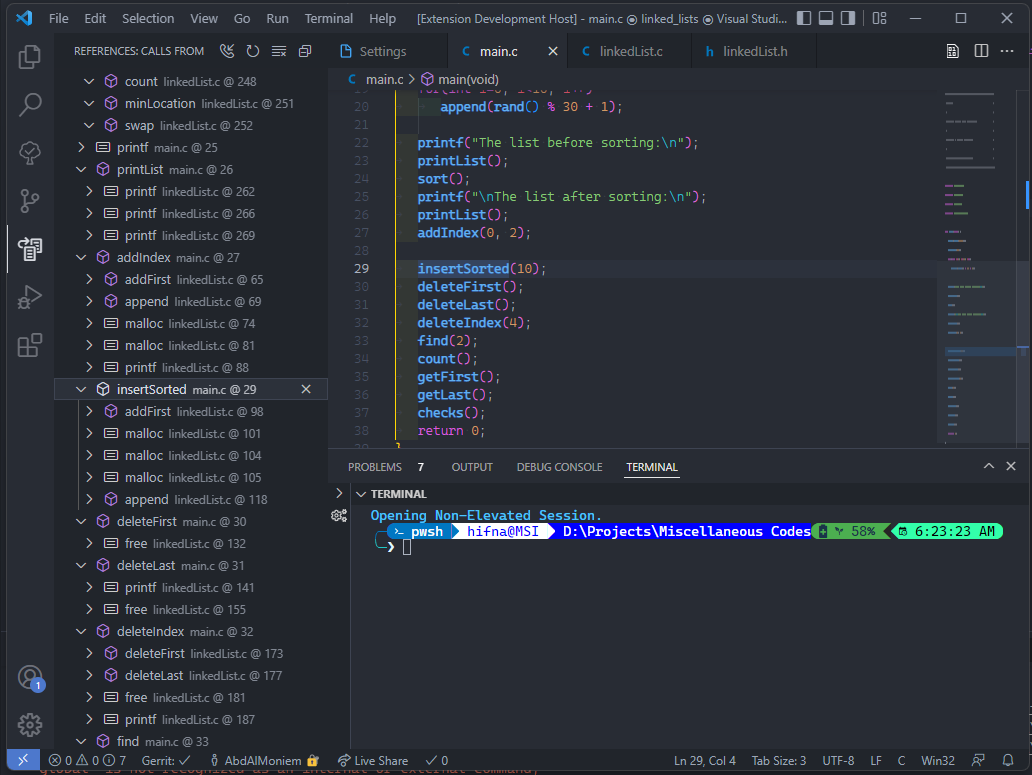 File Edit Selection View Go Run Terminal Help [Extension Development Host] - main.c ◉ linked_lists ◉ Visual Studi...
REFERENCES: CALLS FROM
count linkedList.c @ 248
minLocation linkedList.c @ 251
swap linkedList.c @ 252
printf main.c @ 25
printList main.c @ 26
printf linkedList.c @ 262
printf linkedList.c @ 266
printf linkedList.c @ 269
addIndex main.c @ 27
addFirst linkedList.c @ 65
append linkedList.c @ 69
malloc linkedList.c @ 74
malloc linkedList.c @ 81
printf linkedList.c @ 88
insertSorted main.c @ 29
addFirst linkedList.c @ 98
malloc linkedList.c @ 101
malloc linkedList.c @ 104
malloc linkedList.c @ 105
append linkedList.c @ 118
deleteFirst main.c @ 30
free linkedList.c @ 132
deleteLast main.c @ 31
printf linkedList.c @ 141
free linkedList.c @ 155
deleteIndex main.c @ 32
deleteFirst linkedList.c @ 173
deleteLast linkedList.c @ 177
free linkedList.c @ 181
printf linkedList.c @ 187
find main.c @ 33
Settings C main.c C linkedList.c h linkedList.h
C main.c > main(void)
20 append(rand() % 30 + 1);
21
22 printf("The list before sorting:\n");
23 printList();
24 sort();
25 printf("\nThe list after sorting:\n");
26 printList();
27 addIndex(0, 2);
28
29 insertSorted(10);
30 deleteFirst();
31 deleteLast();
32 deleteIndex(4);
33 find(2);
34 count();
35 getFirst();
36 getLast();
37 checks();
38 return 0;
PROBLEMS 7 OUTPUT DEBUG CONSOLE TERMINAL
TERMINAL
Opening Non-Elevated Session.
pwsh hifna@MSI D:\Projects\Miscellaneous Codes 58% 6:23:23 AM
1
0 0 7 Gerrit: ✓ AbdAlMoniem Live Share ✓ 0 Ln 29, Col 4 Tab Size: 3 UTF-8 LF C Win32